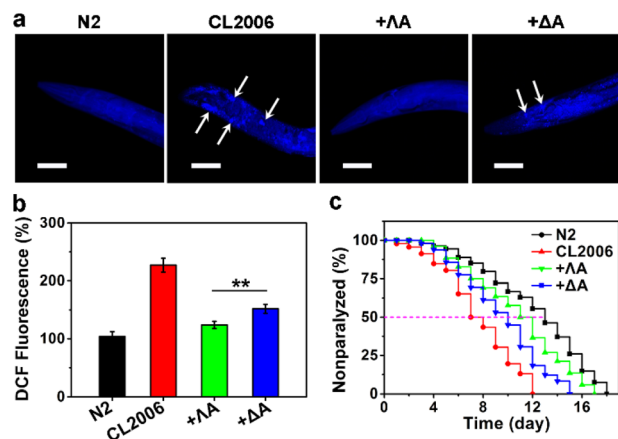 a
N2
CL2006
+ΛA
+ΔA
b
DCF Fluorescence (%)
300
200
100
0
N2
CL2006
+ΛA
+ΔA
**
c
Nonparalyzed (%)
100
75
50
25
0
N2
CL2006
+ΛA
+ΔA
0
4
8
12
16
Time (day)